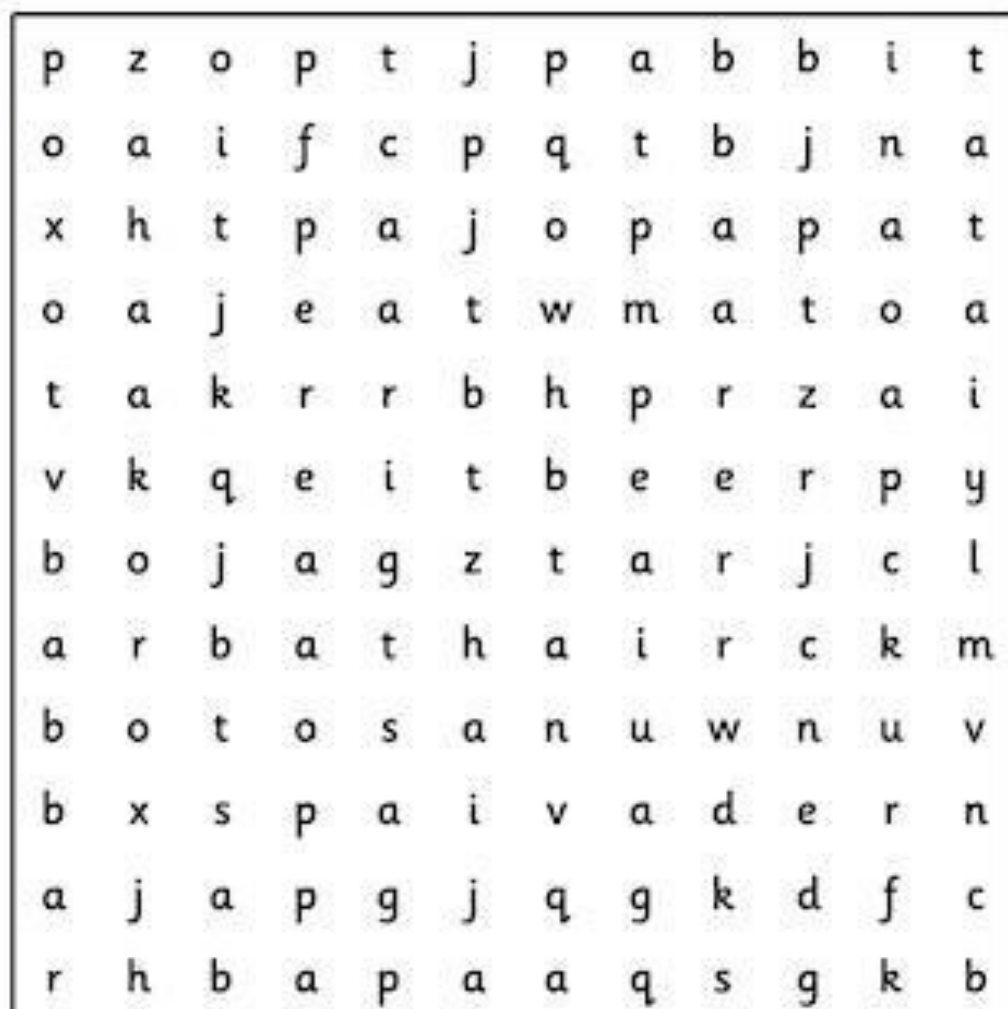 p z o p t j p a b b i t
o a i f c p q t b j n a
x h t p a j o p a p a t
o a j e a t w m a t o a
t a k r r b h p r z a i
v k q e i t b e e r p y
b o j a g z t a r j c l
a r b a t h a i r c k m
b o t o s a n u w n u v
b x s p a i v a d e r n
a j a p g j q g k d f c
r h b a p a a q s g k b